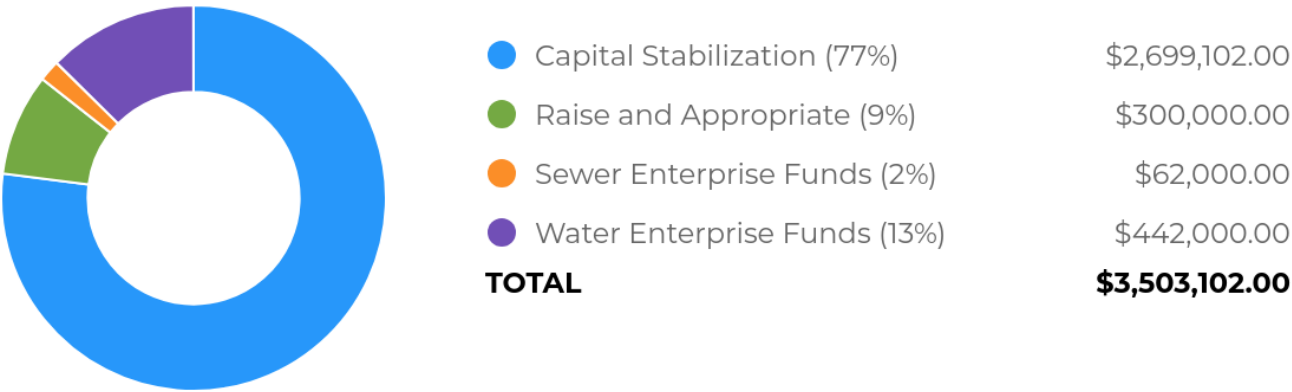 Capital Stabilization (77%) $2,699,102.00
Raise and Appropriate (9%) $300,000.00
Sewer Enterprise Funds (2%) $62,000.00
Water Enterprise Funds (13%) $442,000.00
TOTAL $3,503,102.00